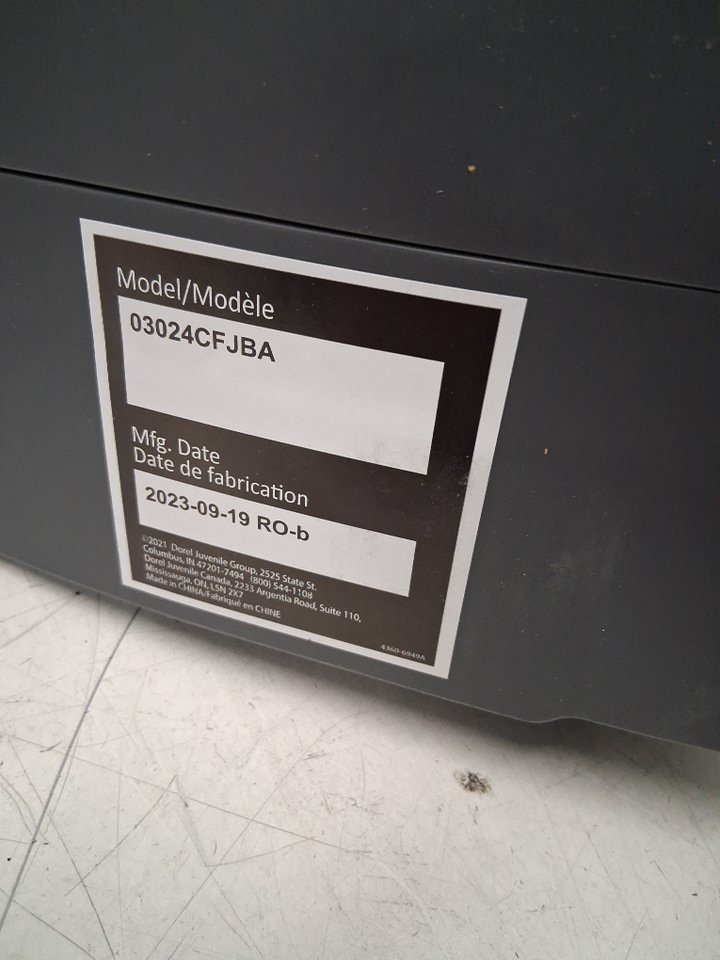 Model/Modèle
03024CFJBA
Mfg. Date
Date de fabrication
2023-09-19 RO-b
©2021 Dorel Juvenile Group, 2525 State St.
Columbus, IN 47201-7494 (800) 544-1108
Dorel Juvenile Canada, 2233 Argentia Road, Suite 110,
Mississauga, ON, L5N 2X7
Made in CHINA/Fabriqué en CHINE
4360-6949A